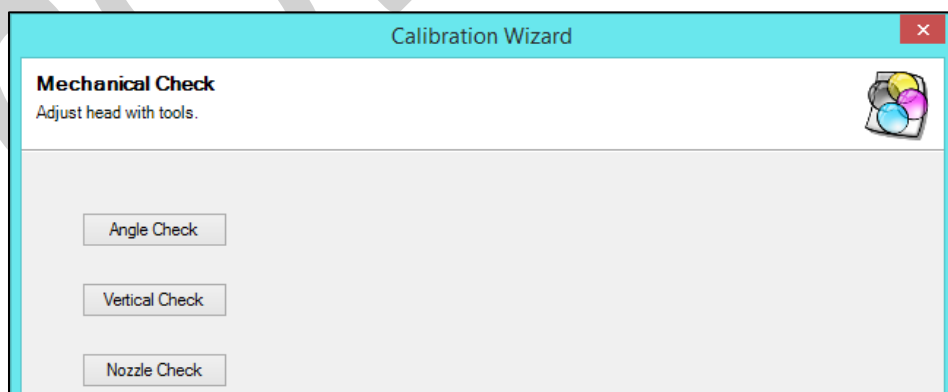 Calibration Wizard
Mechanical Check
Adjust head with tools.
Angle Check
Vertical Check
Nozzle Check